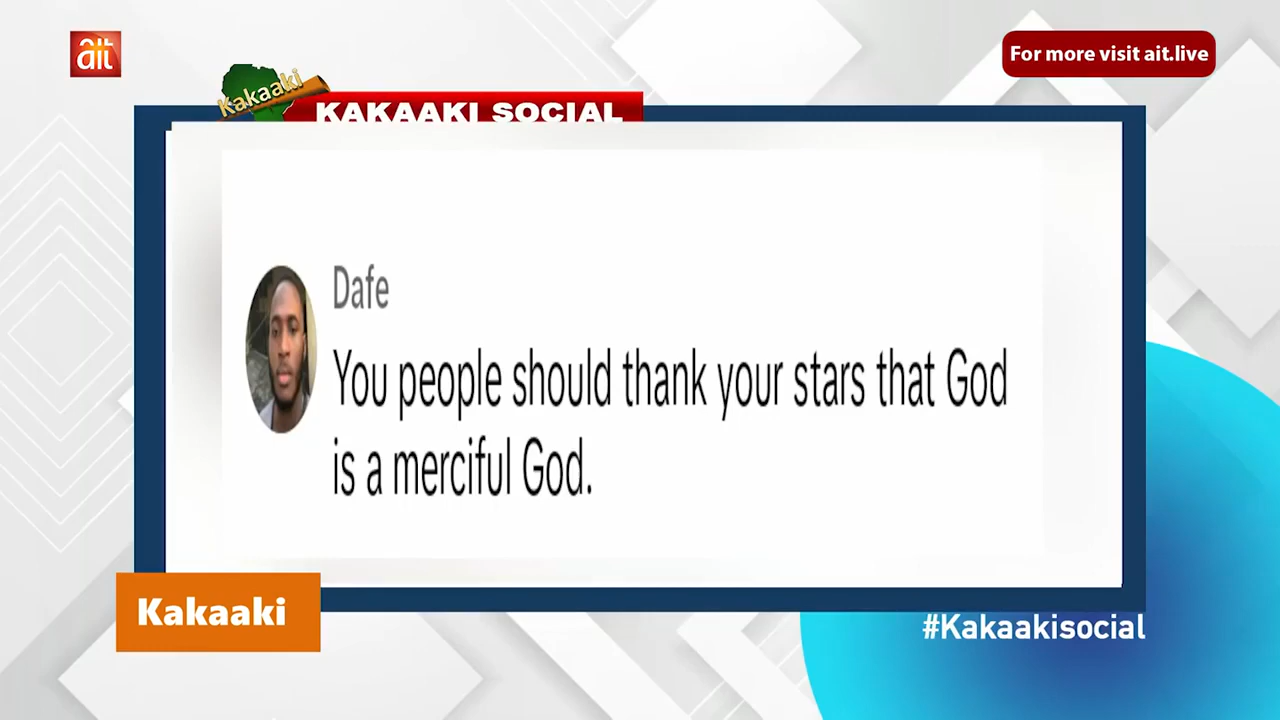 ait
For more visit ait.live
Kakaaki
KAKAAKI SOCIAL
Dafe
You people should thank your stars that God
is a merciful God.
Kakaaki
#Kakaakisocial